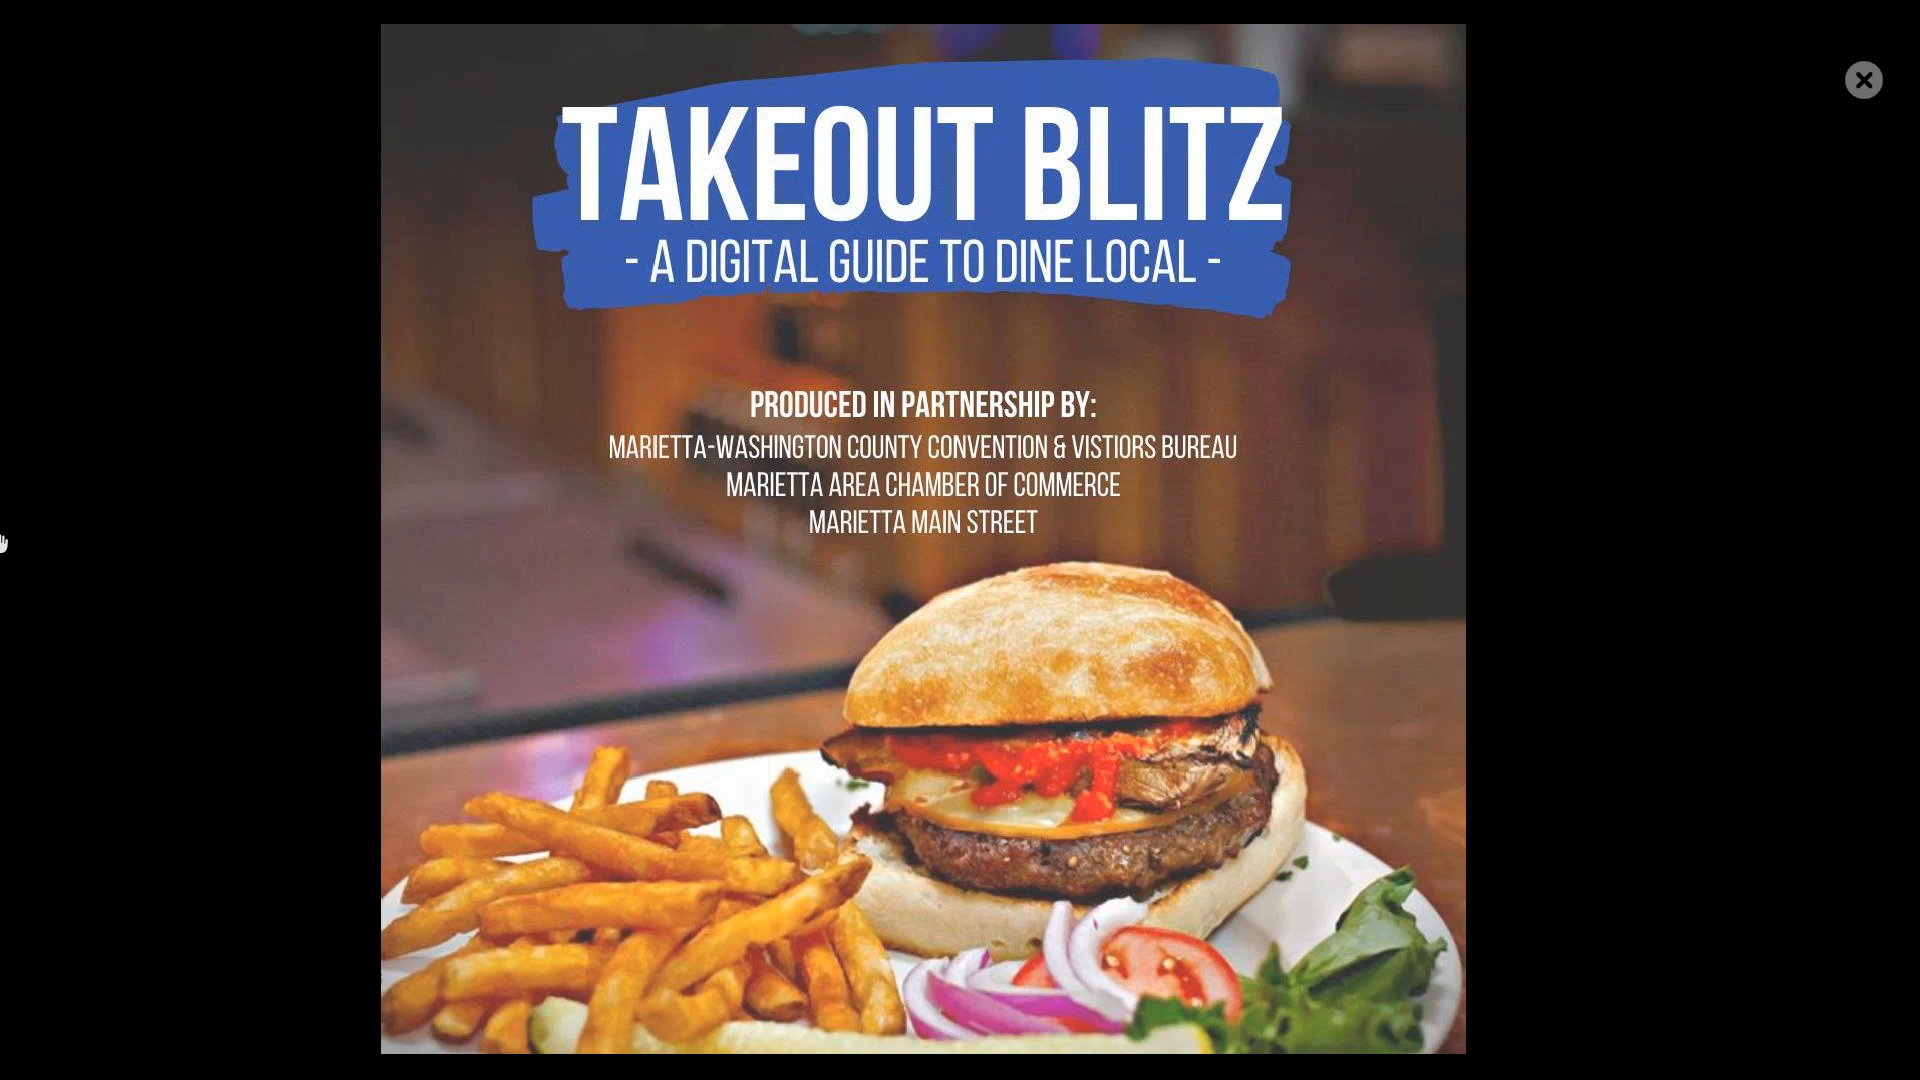 TAKEOUT BLITZ
- A DIGITAL GUIDE TO DINE LOCAL -
PRODUCED IN PARTNERSHIP BY:
MARIETTA-WASHINGTON COUNTY CONVENTION & VISTIORS BUREAU
MARIETTA AREA CHAMBER OF COMMERCE
MARIETTA MAIN STREET